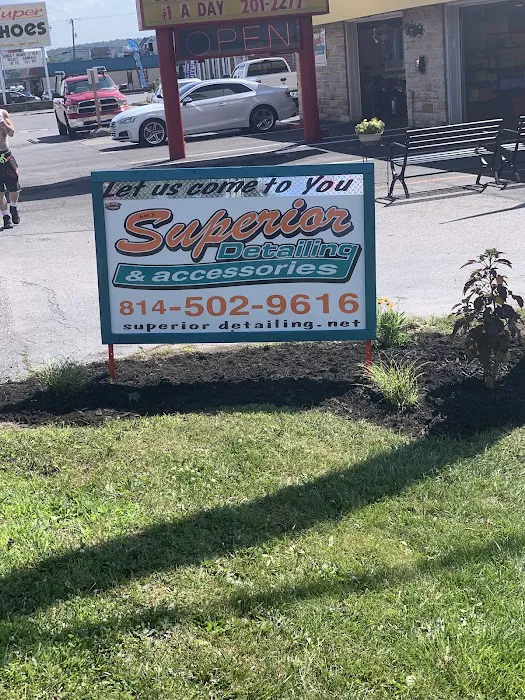 uper
HOES
$1 A DAY 201-2277
OPEN
Let us come to You
Superior
Detailing
& accessories
814-502-9616
superior detailing.net